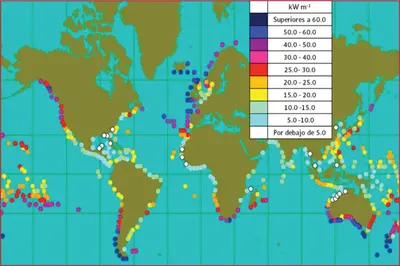 kW m⁻¹
Superiores a 60.0
50.0 - 60.0
40.0 - 50.0
30.0 - 40.0
25.0 - 30.0
20.0 - 25.0
15.0 - 20.0
10.0 - 15.0
5.0 - 10.0
Por debajo de 5.0